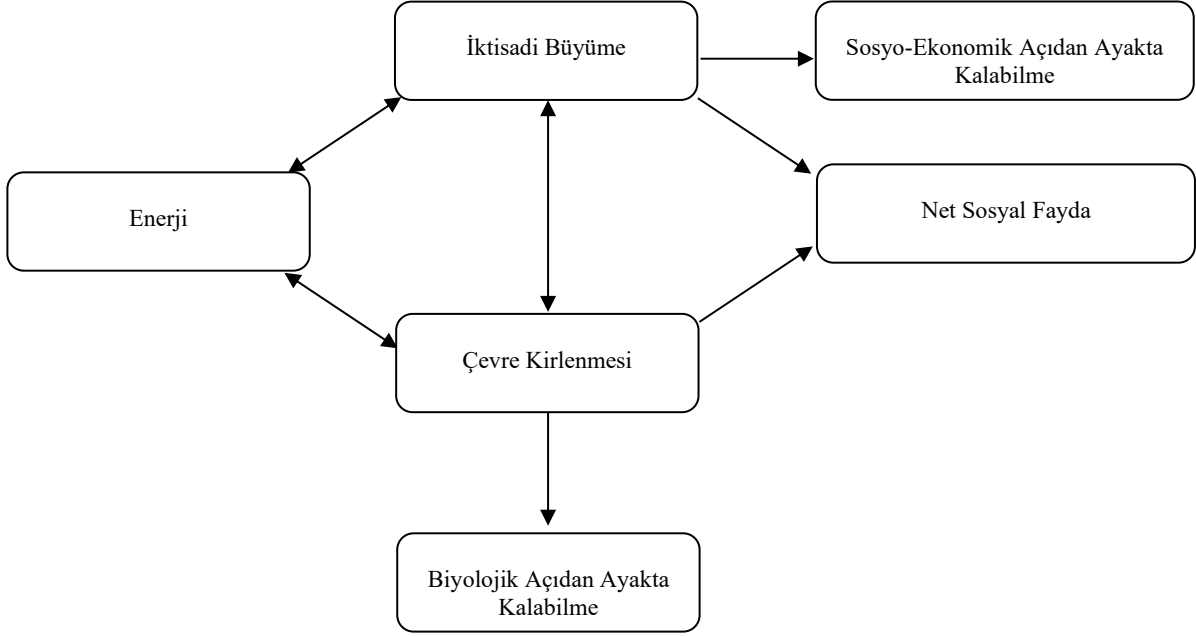 İktisadi Büyüme
Sosyo-Ekonomik Açıdan Ayakta
Kalabilme
Enerji
Net Sosyal Fayda
Çevre Kirlenmesi
Biyolojik Açıdan Ayakta
Kalabilme